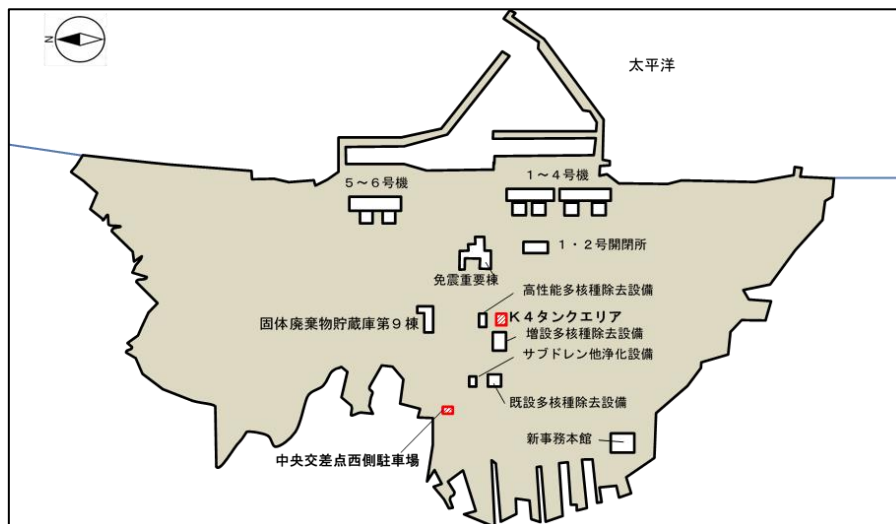 N
太平洋
1~4号機
5~6号機
1・2号開閉所
免震重要棟
高性能多核種除去設備
K4タンクエリア
固体廃棄物貯蔵庫第9棟
増設多核種除去設備
サブドレン他浄化設備
既設多核種除去設備
新事務本館
中央交差点西側駐車場